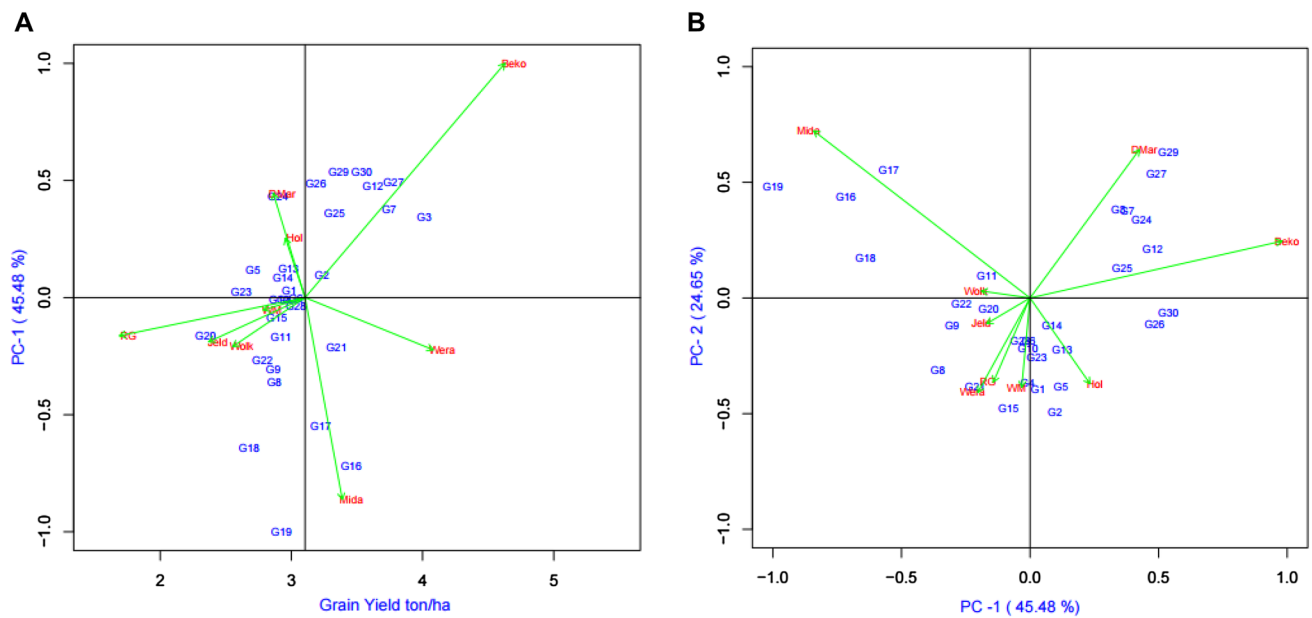 A
PC-1 ( 45.48 %)
1.0
0.5
0.0
−0.5
−1.0
Beko
G29 G30
G26 G12 G27
DMar
G24
G25 G7 G3
Hol
G5 G13
G14 G2
G23 G1
G28
WM
G15
RG G20 G11
Jeld Wolk G21 Wera
G22
G9
G8
G17
G18
G16
Mida
G19
2 3 4 5
Grain Yield ton/ha
B
PC- 2 ( 24.65 %)
1.0
0.5
0.0
−0.5
−1.0
Mida
DMar G29
G17 G27
G19
G16
G7
G24
G12
Beko
G18
G25
G11
Wolk
G22 G20
G30
G9 Jeld G14 G26
G10 G13
G23
G8
RG G4
G21 WM G1 G5 Hol
Wera
G15 G2
−1.0 −0.5 0.0 0.5 1.0
PC -1 ( 45.48 %)